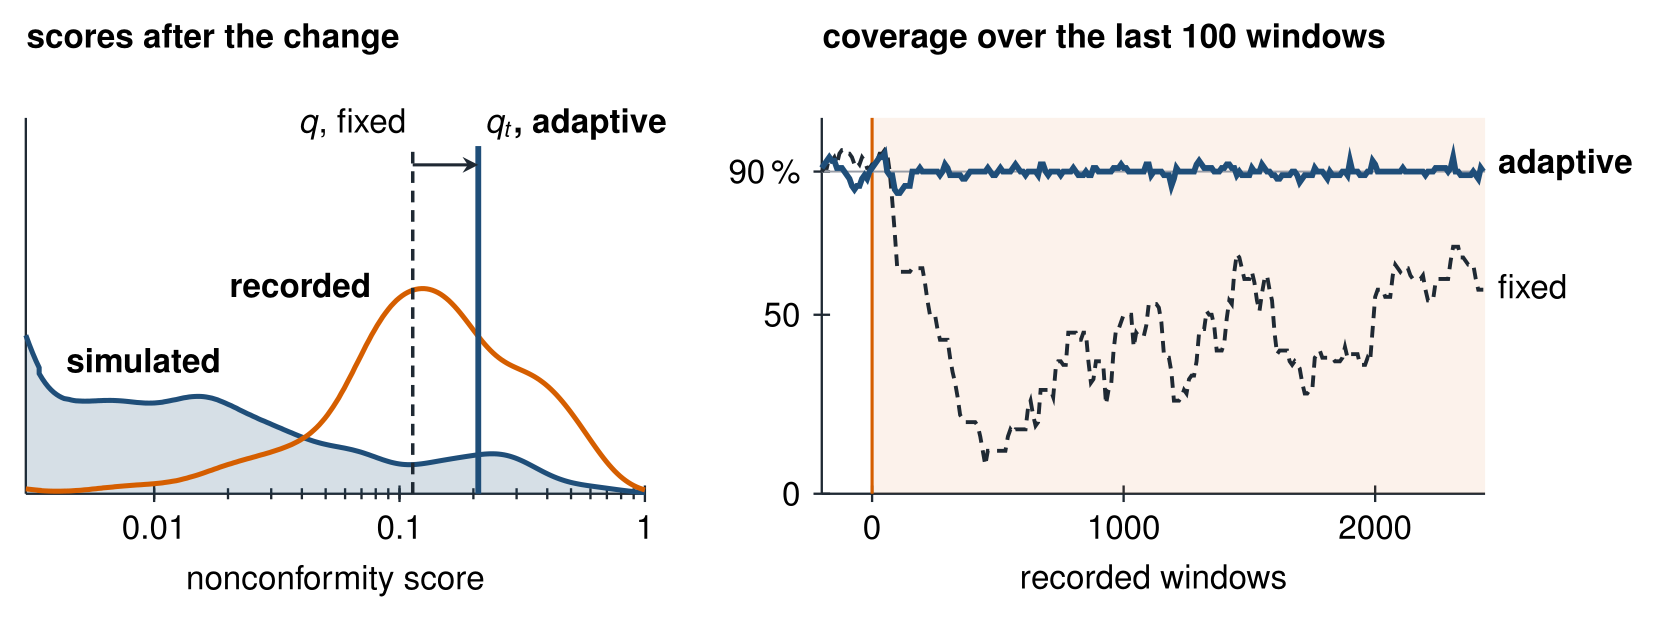 scores after the change
q, fixed
qt, adaptive
recorded
simulated
0.01
0.1
1
nonconformity score
coverage over the last 100 windows
90 %
50
0
adaptive
fixed
0
1000
2000
recorded windows